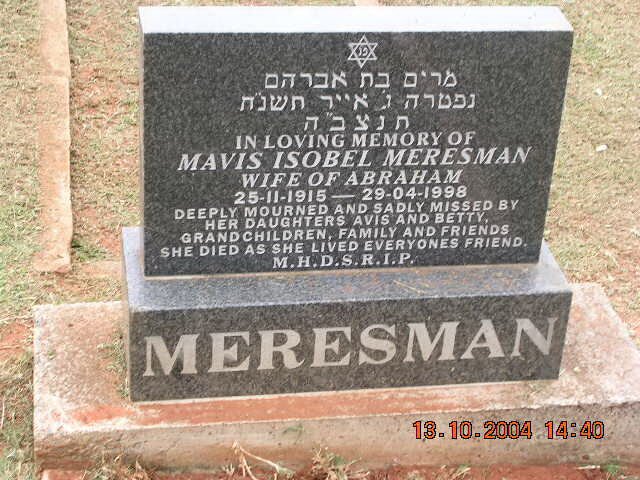 פנ
מרים בת אברהם
נפטרה ג׳ אייר תשנ״ח
ת נ צ ב ״ ה
IN LOVING MEMORY OF
MAVIS ISOBEL MERESMAN
WIFE OF ABRAHAM
25-11-1915 — 29-04-1998
DEEPLY MOURNED AND SADLY MISSED BY
HER DAUGHTERS AVIS AND BETTY,
GRANDCHILDREN, FAMILY AND FRIENDS
SHE DIED AS SHE LIVED EVERYONES FRIEND.
M.H.D.S.R.I.P.
MERESMAN
13.10.2004 14:40